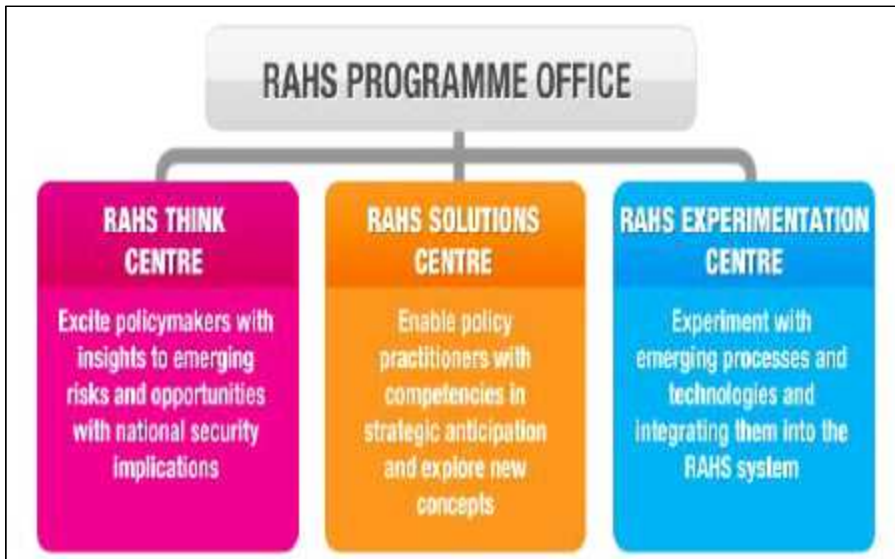 RAHS PROGRAMME OFFICE
RAHS THINK
CENTRE
Excite policymakers with
insights to emerging
risks and opportunities
with national security
implications
RAHS SOLUTIONS
CENTRE
Enable policy
practitioners with
competencies in
strategic anticipation
and explore new
concepts
RAHS EXPERIMENTATION
CENTRE
Experiment with
emerging processes and
technologies and
integrating them into the
RAHS system